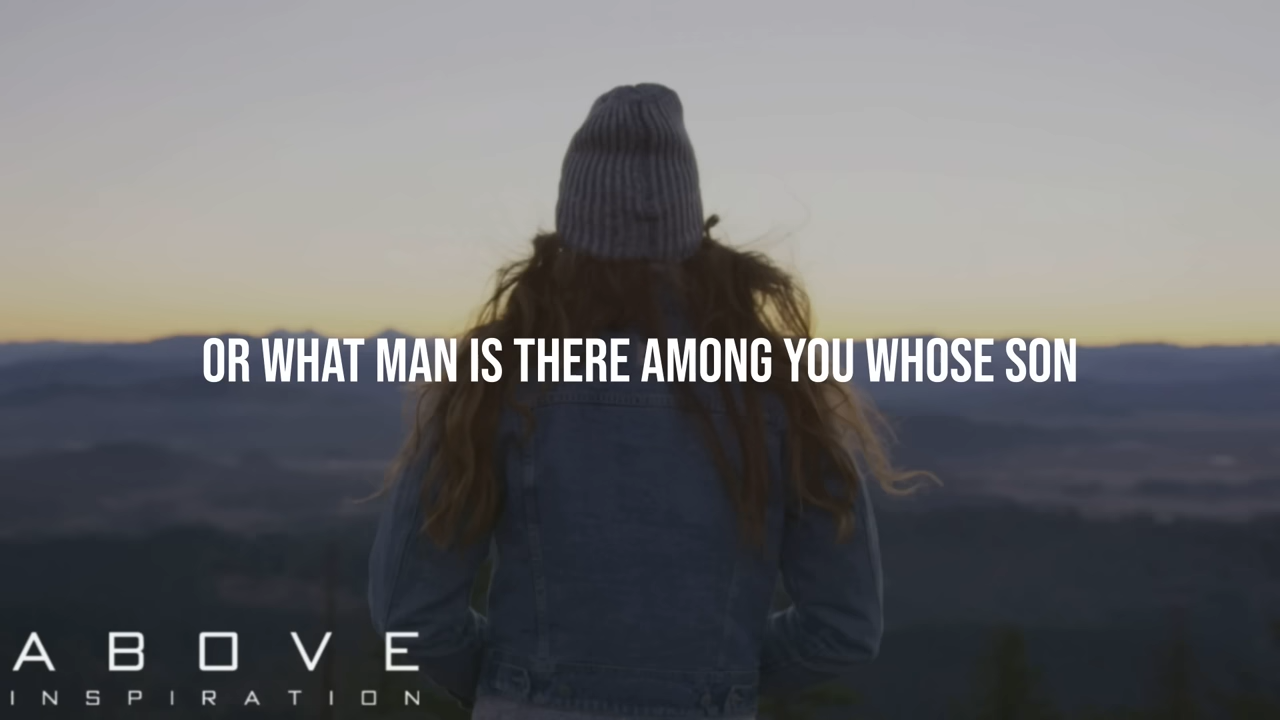 OR WHAT MAN IS THERE AMONG YOU WHOSE SON
ABOVE
INSPIRATION